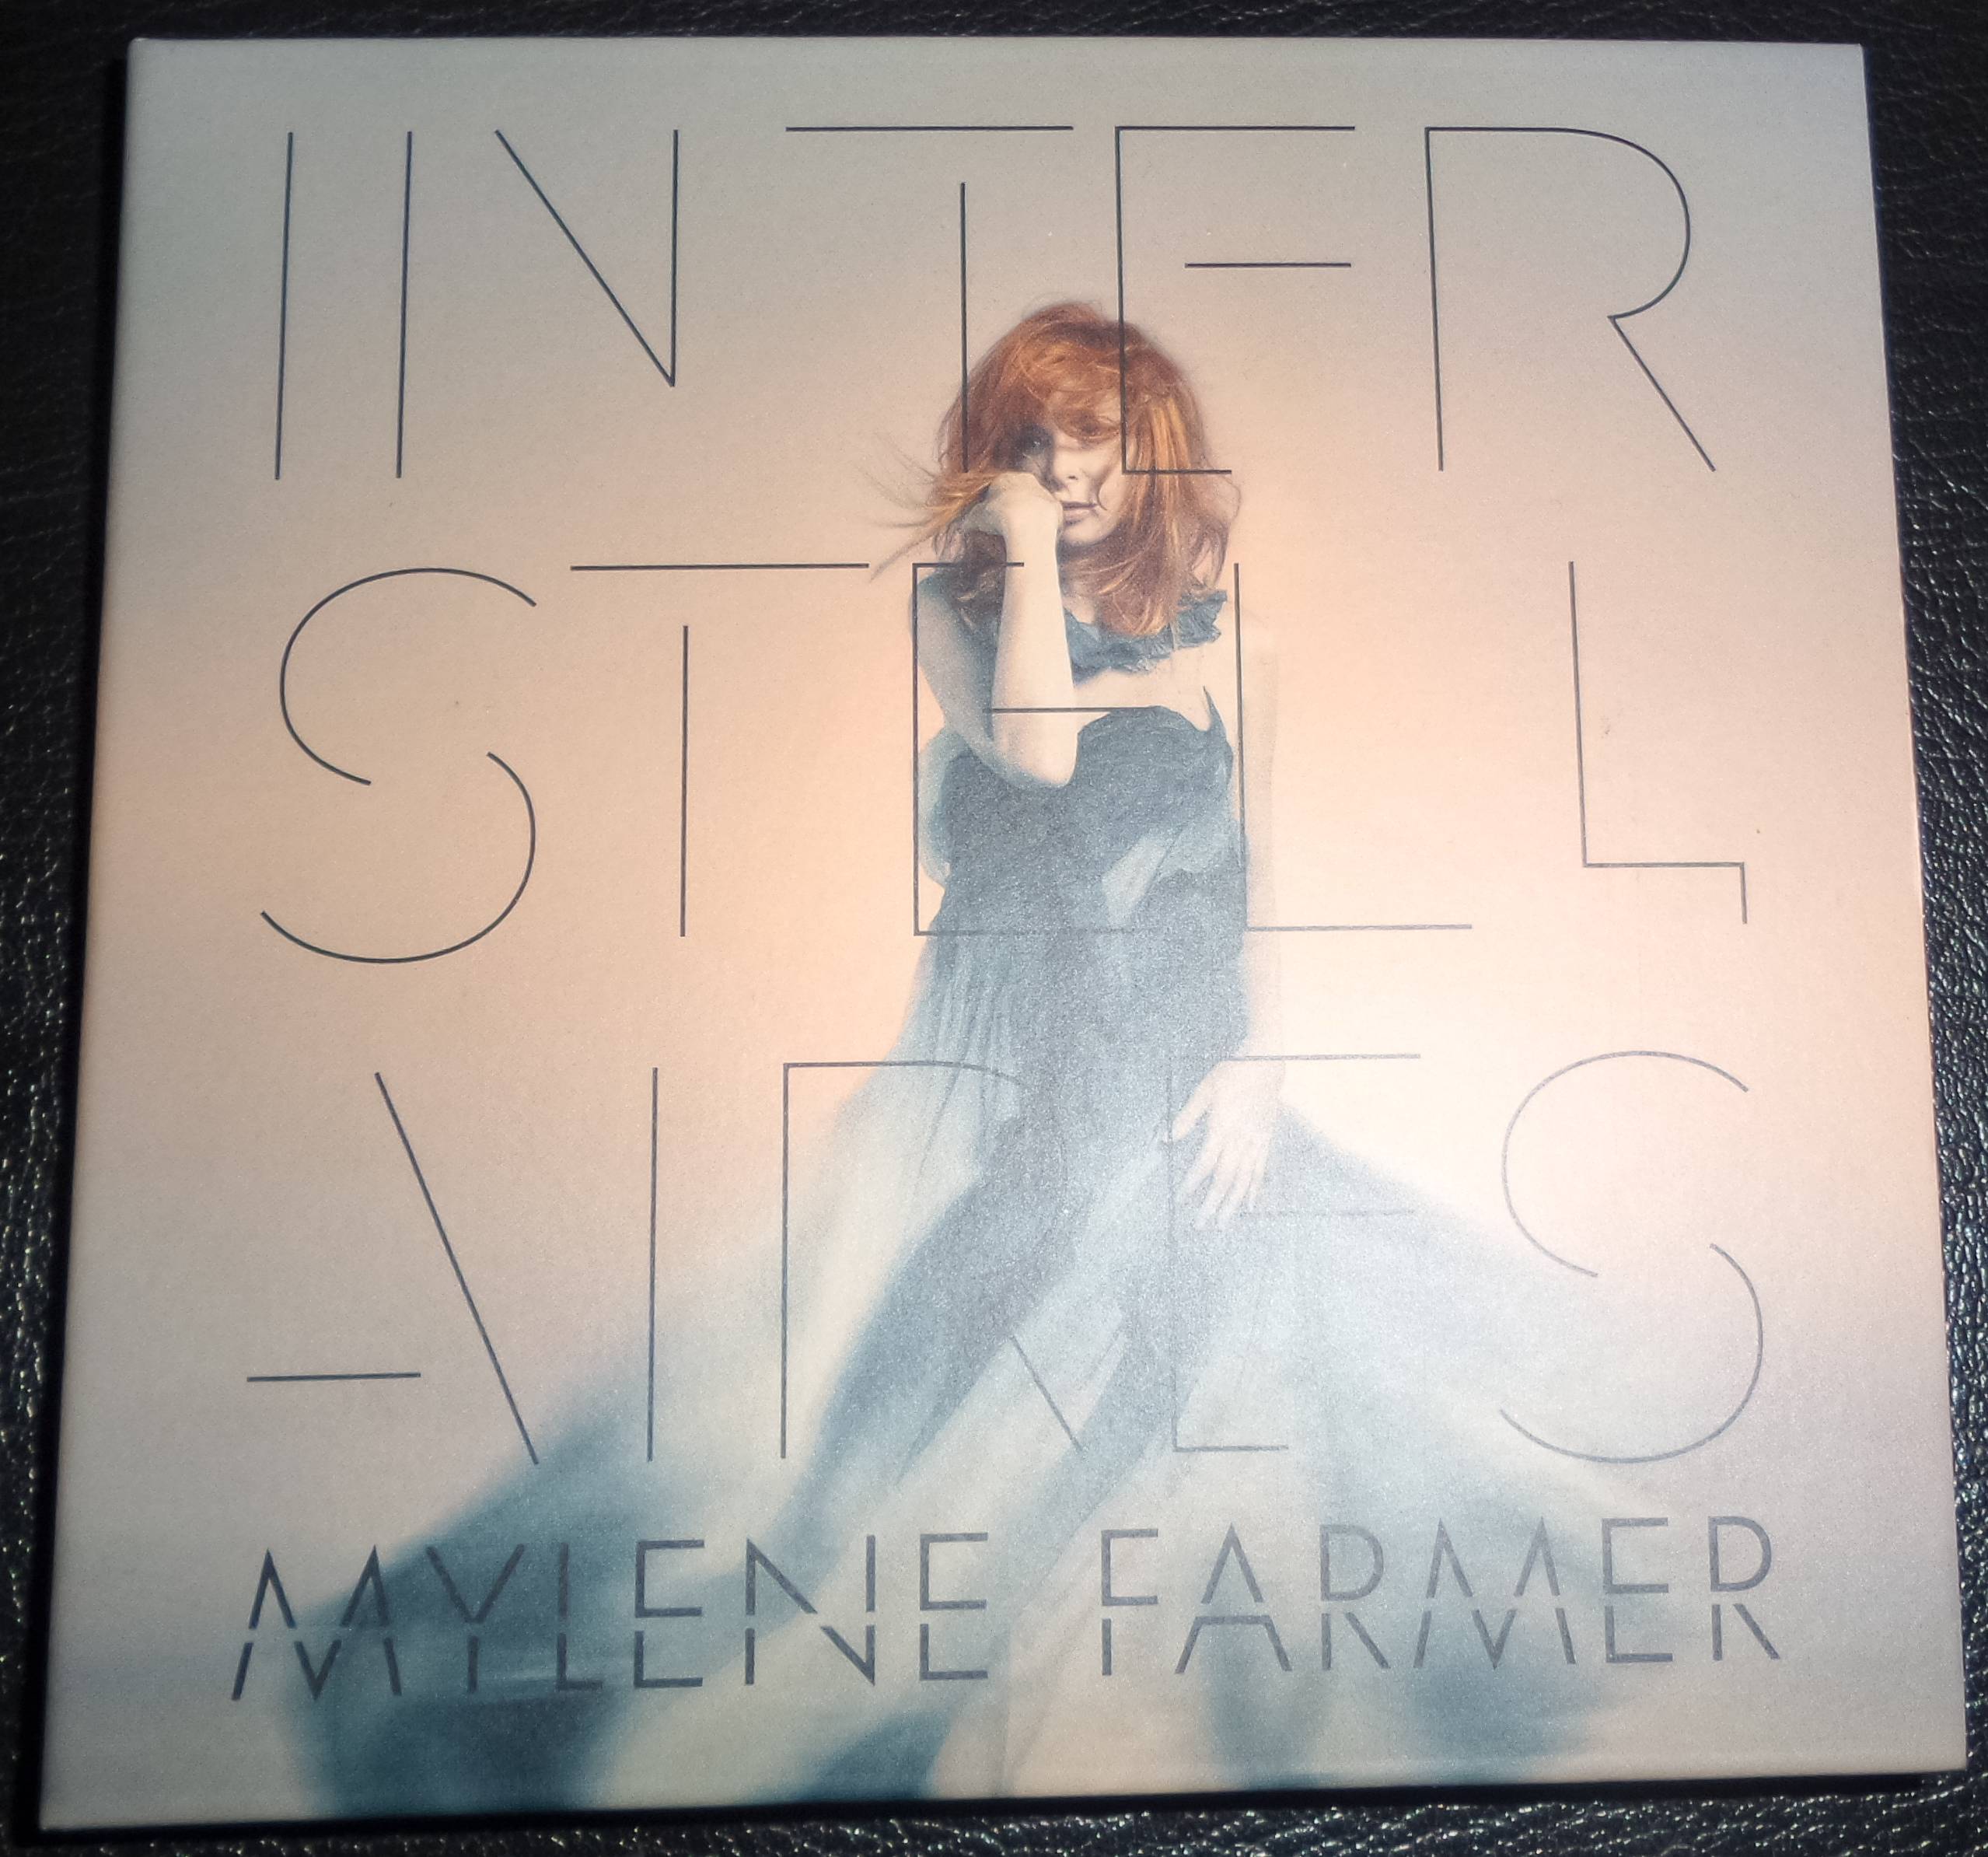 INTER
STELL
AIRES
MYLENE FARMER